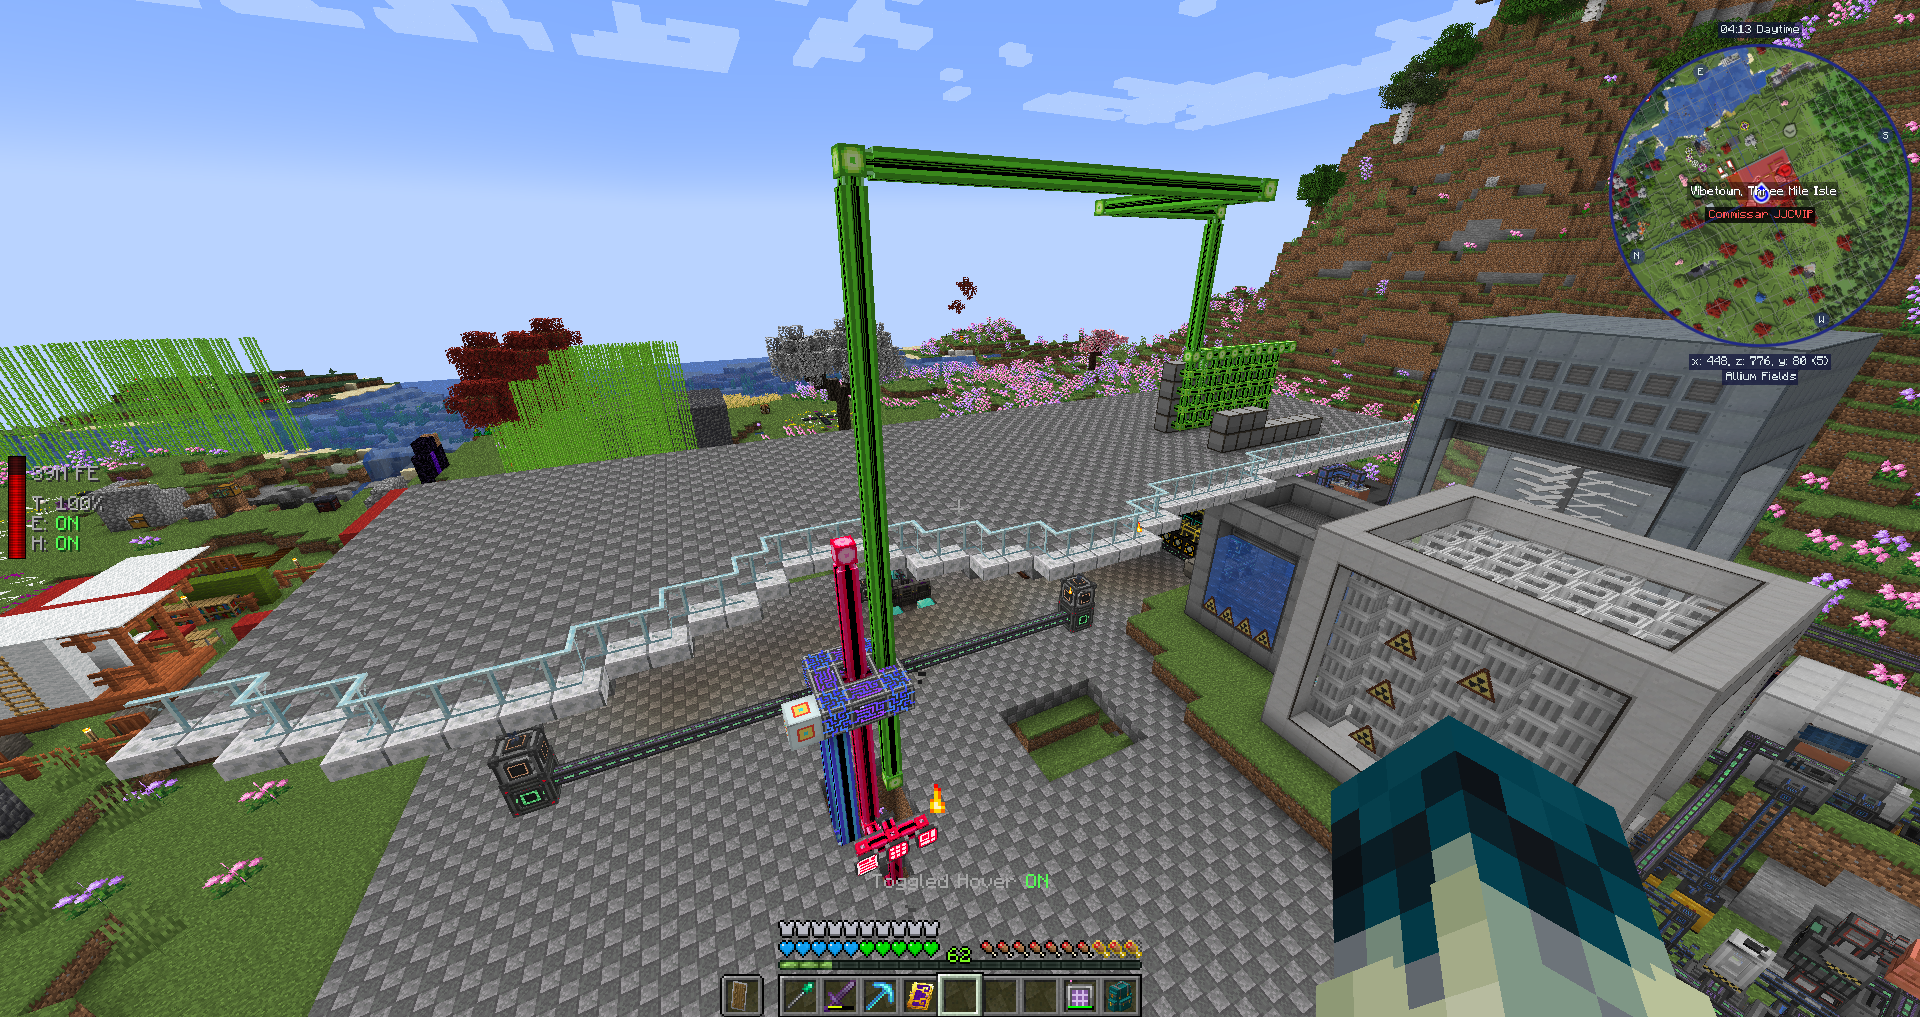 04:13 Daytime
E
S
Vibetown, Three Mile Isle
Commissar JJCVIP
N
W
x: 448, z: 776, y: 80 (5)
Allium Fields
39M FE
T: 100%
E: ON
H: ON
Toggled Hover ON
62